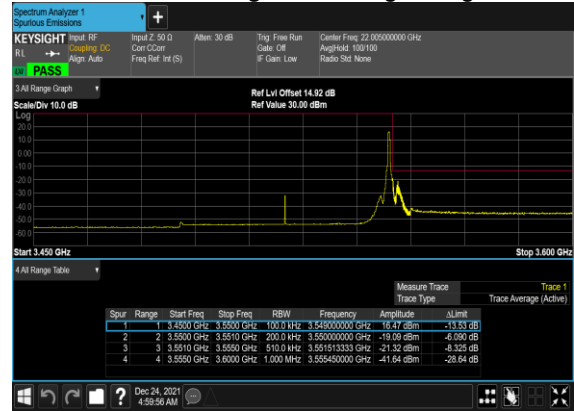 Spectrum Analyzer 1
Spurious Emissions
+
KEYSIGHT Input: RF Input Z: 50 Ω Atten: 30 dB Trig: Free Run Center Freq: 22.005000000 GHz
RL Coupling: DC Corr CCorr Gate: Off Avg|Hold: 100/100
Align: Auto Freq Ref: Int (S) IF Gain: Low Radio Std: None
PASS
3 All Range Graph
Ref Lvl Offset 14.92 dB
Scale/Div 10.0 dB Ref Value 30.00 dBm
Log
20.0
10.0
0.00
-10.0
-20.0
-30.0
-40.0
-50.0
-60.0
Start 3.450 GHz Stop 3.600 GHz
4 All Range Table
Measure Trace Trace 1
Trace Type Trace Average (Active)
Spur Range Start Freq Stop Freq RBW Frequency Amplitude ΔLimit
1 1 3.4500 GHz 3.5500 GHz 100.0 kHz 3.549000000 GHz 16.47 dBm -13.53 dB
2 2 3.5500 GHz 3.5510 GHz 200.0 kHz 3.550000000 GHz -19.09 dBm -6.090 dB
3 3 3.5510 GHz 3.5550 GHz 510.0 kHz 3.551513333 GHz -21.32 dBm -8.325 dB
4 4 3.5550 GHz 3.6000 GHz 1.000 MHz 3.555450000 GHz -41.64 dBm -28.64 dB
? Dec 24, 2021
4:59:56 AM